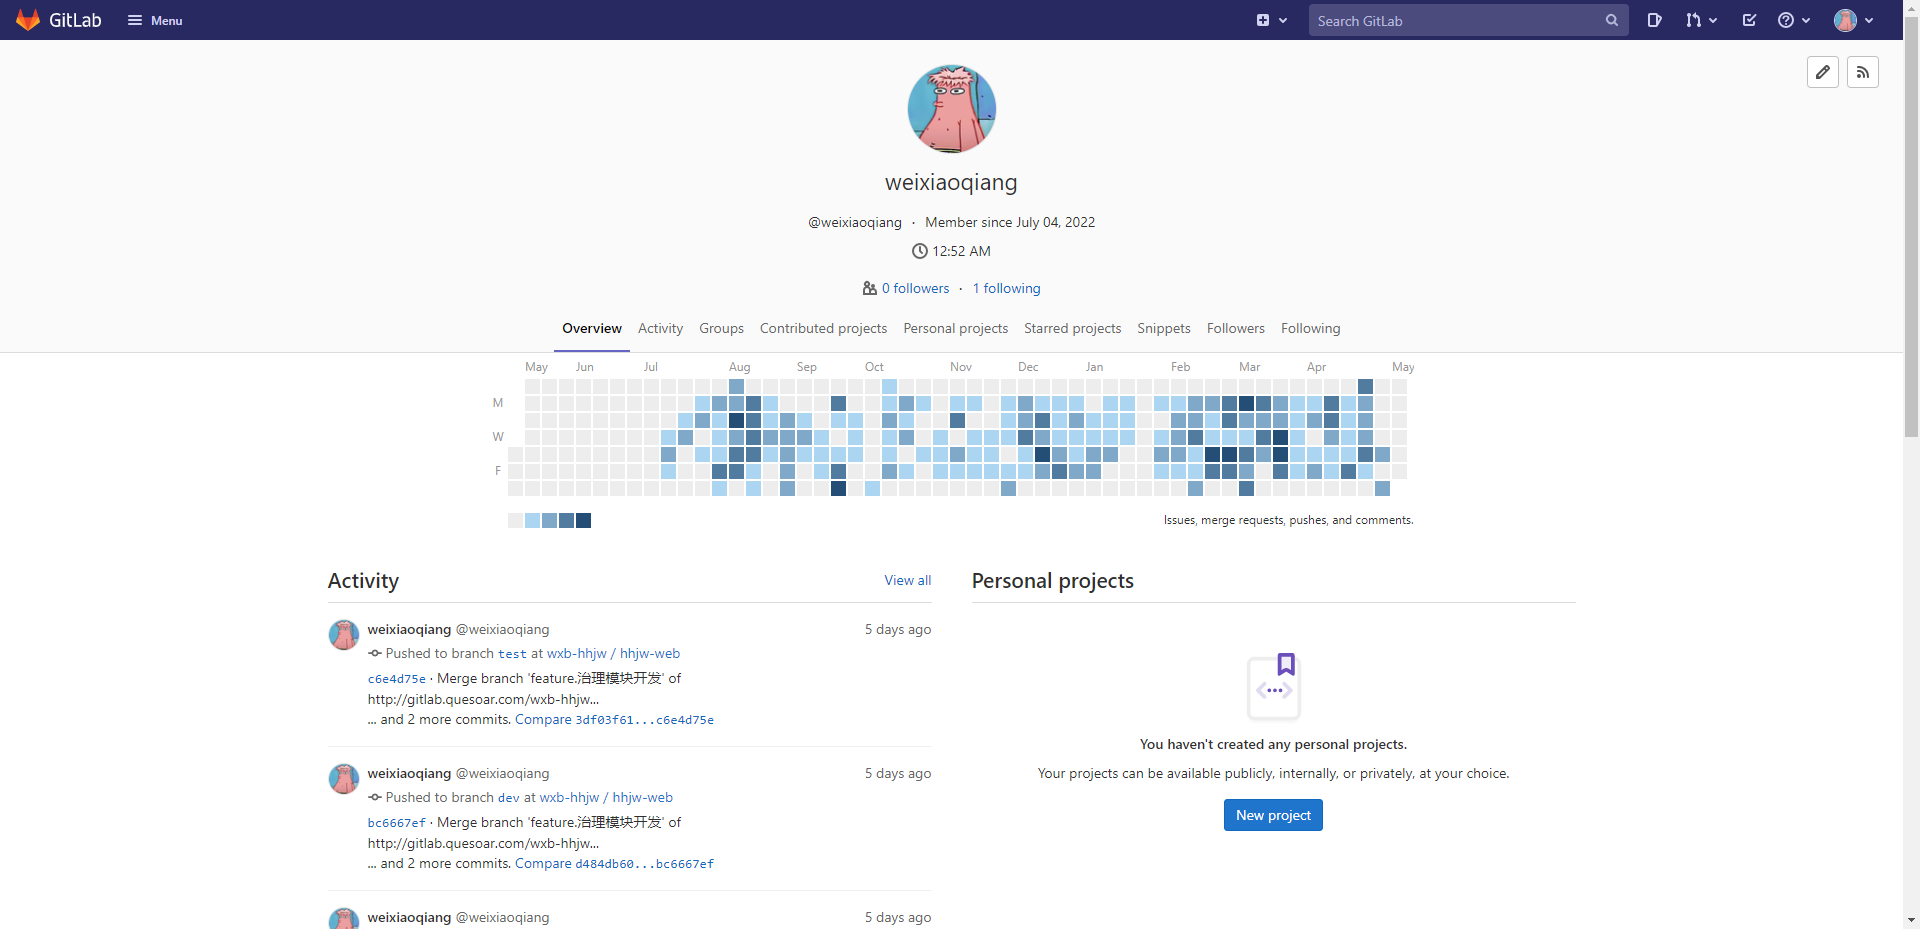 GitLab Menu Search GitLab
weixiaoqiang
@weixiaoqiang · Member since July 04, 2022
12:52 AM
0 followers · 1 following
Overview Activity Groups Contributed projects Personal projects Starred projects Snippets Followers Following
May Jun Jul Aug Sep Oct Nov Dec Jan Feb Mar Apr May
M
W
F
Issues, merge requests, pushes, and comments.
Activity View all
weixiaoqiang @weixiaoqiang 5 days ago
Pushed to branch test at wxb-hhjw / hhjw-web
c6e4d75e · Merge branch 'feature.治理模块开发' of
http://gitlab.quesoar.com/wxb-hhjw...
... and 2 more commits. Compare 3df03f61...c6e4d75e
weixiaoqiang @weixiaoqiang 5 days ago
Pushed to branch dev at wxb-hhjw / hhjw-web
bc6667ef · Merge branch 'feature.治理模块开发' of
http://gitlab.quesoar.com/wxb-hhjw...
... and 2 more commits. Compare d484db60...bc6667ef
weixiaoqiang @weixiaoqiang 5 days ago
Personal projects
You haven't created any personal projects.
Your projects can be available publicly, internally, or privately, at your choice.
New project